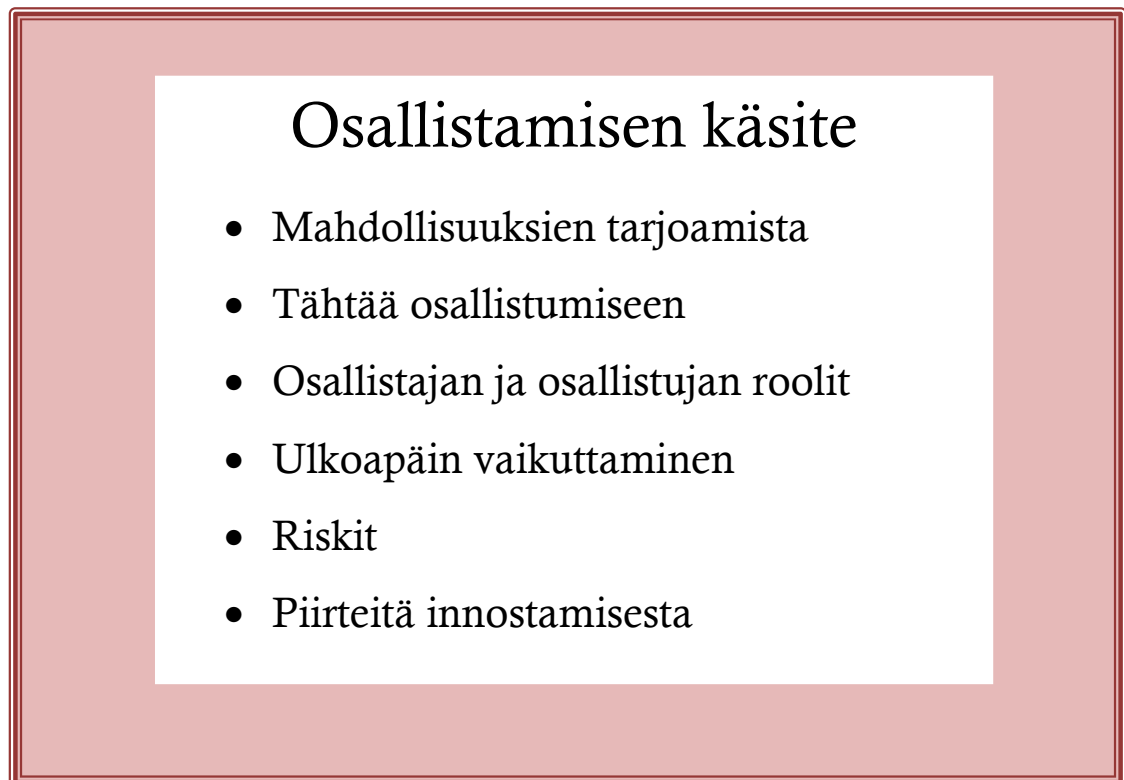 Osallistamisen käsite
• Mahdollisuuksien tarjoamista
• Tähtää osallistumiseen
• Osallistajan ja osallistujan roolit
• Ulkoapäin vaikuttaminen
• Riskit
• Piirteitä innostamisesta